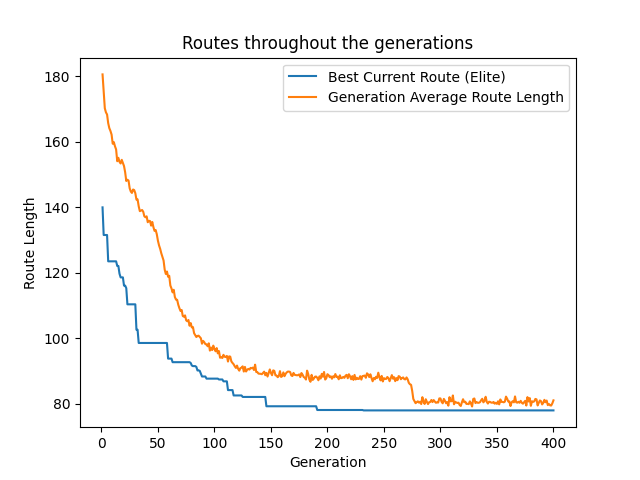 Routes throughout the generations
Best Current Route (Elite)
Generation Average Route Length
Route Length
180
160
140
120
100
80
0 50 100 150 200 250 300 350 400
Generation